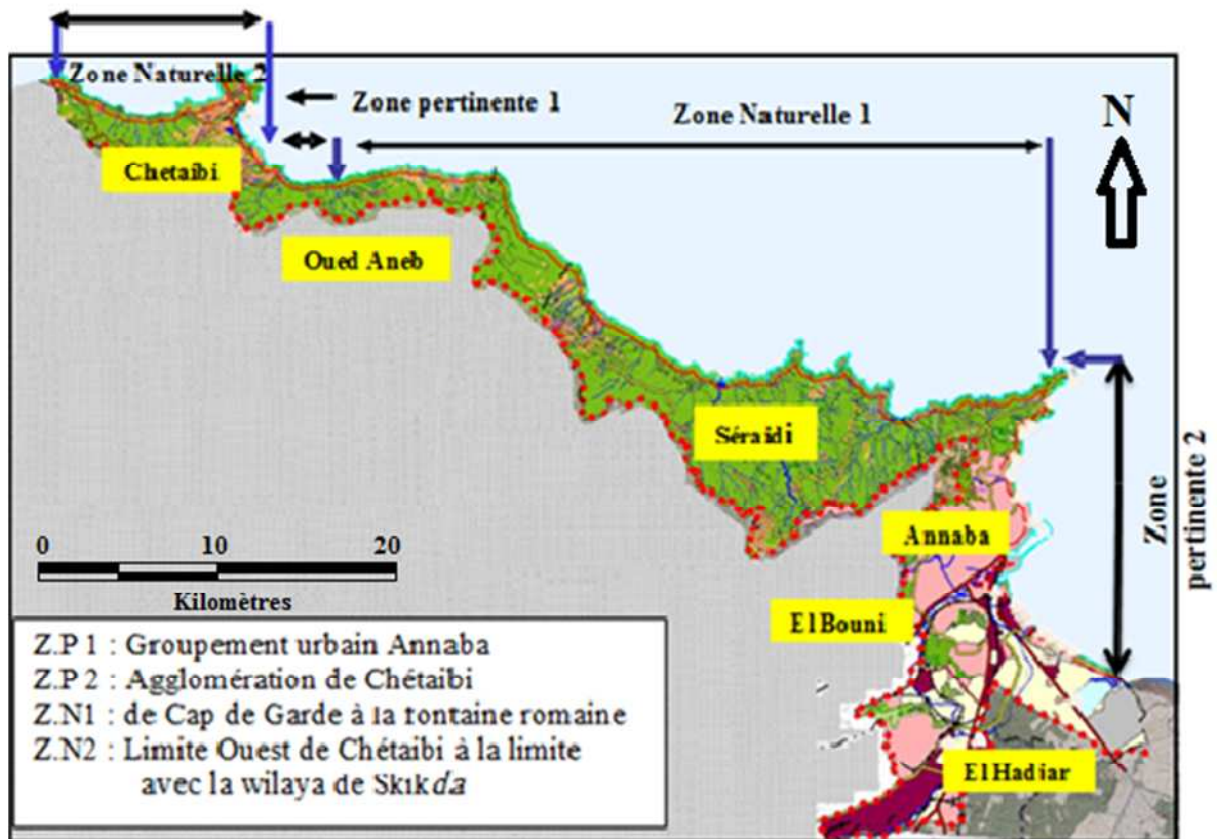 Zone Naturelle 2
Zone pertinente 1
Zone Naturelle 1
N
Chetaibi
Oued Aneb
Séraidi
Zone
pertinente 2
Annaba
El Bouni
El Hadjar
0 10 20
Kilomètres
Z.P 1 : Groupement urbain Annaba
Z.P 2 : Agglomération de Chétaibi
Z.N1 : de Cap de Garde à la fontaine romaine
Z.N2 : Limite Ouest de Chétaibi à la limite
avec la wilaya de Skikda